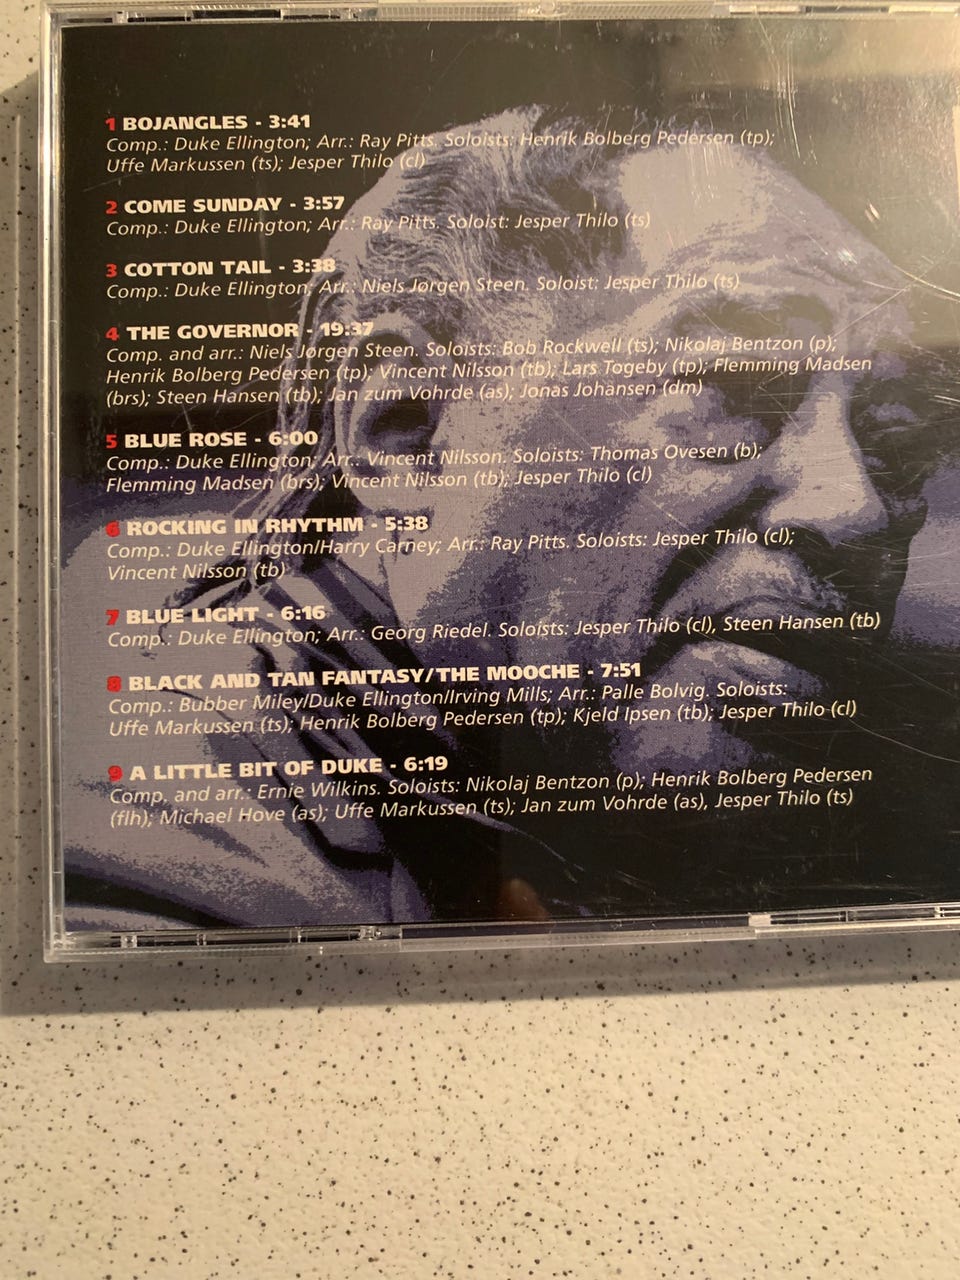 1 BOJANGLES - 3:41
Comp.: Duke Ellington; Arr.: Ray Pitts. Soloists: Henrik Bolberg Pedersen (tp);
Uffe Markussen (ts); Jesper Thilo (cl)
2 COME SUNDAY - 3:57
Comp.: Duke Ellington; Arr.: Ray Pitts. Soloist: Jesper Thilo (ts)
3 COTTON TAIL - 3:38
Comp.: Duke Ellington; Arr.: Niels Jørgen Steen. Soloist: Jesper Thilo (ts)
4 THE GOVERNOR - 19:37
Comp. and arr.: Niels Jørgen Steen. Soloists: Bob Rockwell (ts); Nikolaj Bentzon (p);
Henrik Bolberg Pedersen (tp); Vincent Nilsson (tb); Lars Togeby (tp); Flemming Madsen
(brs); Steen Hansen (tb); Jan zum Vohrde (as); Jonas Johansen (dm)
5 BLUE ROSE - 6:00
Comp.: Duke Ellington; Arr.: Vincent Nilsson. Soloists: Thomas Ovesen (b);
Flemming Madsen (brs); Vincent Nilsson (tb); Jesper Thilo (cl)
6 ROCKING IN RHYTHM - 5:38
Comp.: Duke Ellington/Harry Carney; Arr.: Ray Pitts. Soloists: Jesper Thilo (cl);
Vincent Nilsson (tb)
7 BLUE LIGHT - 6:16
Comp.: Duke Ellington; Arr.: Georg Riedel. Soloists: Jesper Thilo (cl), Steen Hansen (tb)
8 BLACK AND TAN FANTASY/THE MOOCHE - 7:51
Comp.: Bubber Miley/Duke Ellington/Irving Mills; Arr.: Palle Bolvig. Soloists:
Uffe Markussen (ts); Henrik Bolberg Pedersen (tp); Kjeld Ipsen (tb); Jesper Thilo (cl)
9 A LITTLE BIT OF DUKE - 6:19
Comp. and arr.: Ernie Wilkins. Soloists: Nikolaj Bentzon (p); Henrik Bolberg Pedersen
(flh); Michael Hove (as); Uffe Markussen (ts); Jan zum Vohrde (as), Jesper Thilo (ts)